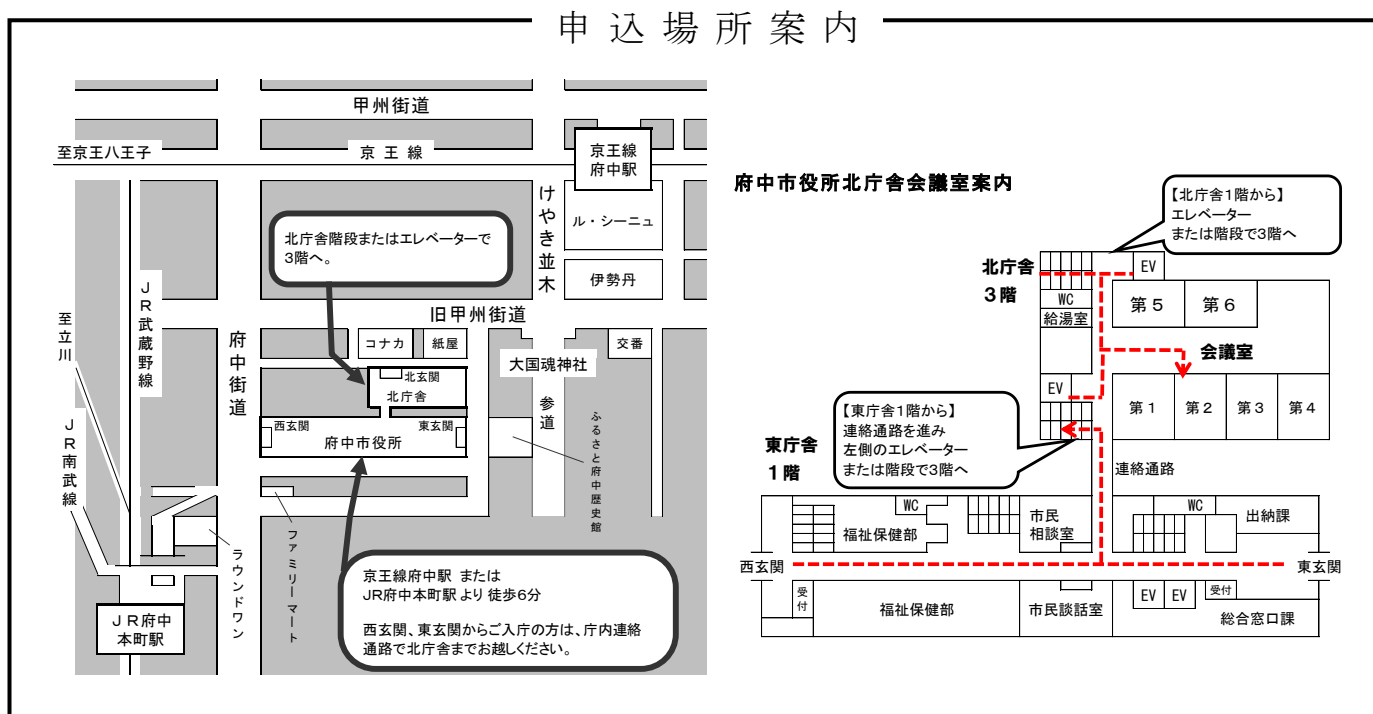 申込場所案内
甲州街道
至京王八王子
京王線
京王線
府中駅
けやき並木
ル・シーニュ
伊勢丹
北庁舎階段またはエレベーターで
3階へ。
JR武蔵野線
至立川
JR南武線
府中街道
旧甲州街道
コナカ
紙屋
交番
大国魂神社
参道
北玄関
北庁舎
西玄関
東玄関
府中市役所
ふるさと府中歴史館
ラウンドワン
ファミリーマート
JR府中
本町駅
京王線府中駅 または
JR府中本町駅より徒歩6分
西玄関、東玄関からご入庁の方は、庁内連絡
通路で北庁舎までお越しください。
府中市役所北庁舎会議室案内
【北庁舎1階から】
エレベーター
または階段で3階へ
北庁舎
3階
EV
WC
給湯室
第5
第6
会議室
EV
第1
第2
第3
第4
【東庁舎1階から】
連絡通路を進み
左側のエレベーター
または階段で3階へ
東庁舎
1階
連絡通路
WC
福祉保健部
市民
相談室
WC
出納課
西玄関
東玄関
受付
福祉保健部
市民談話室
EV
EV
受付
総合窓口課